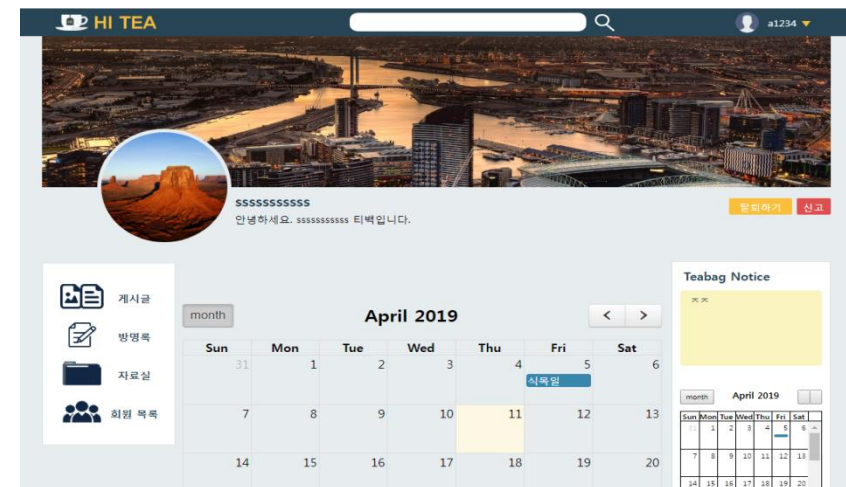 HI TEA
a1234 ▼
sssssssssss
안녕하세요. sssssssssss 티백입니다.
탈퇴하기 신고
게시글
방명록
자료실
회원 목록
month April 2019 < >
Sun Mon Tue Wed Thu Fri Sat
31 1 2 3 4 5 6
식목일
7 8 9 10 11 12 13
14 15 16 17 18 19 20
Teabag Notice
ㅈㅈ
month April 2019
Sun Mon Tue Wed Thu Fri Sat
31 1 2 3 4 5 6
7 8 9 10 11 12 13
14 15 16 17 18 19 20